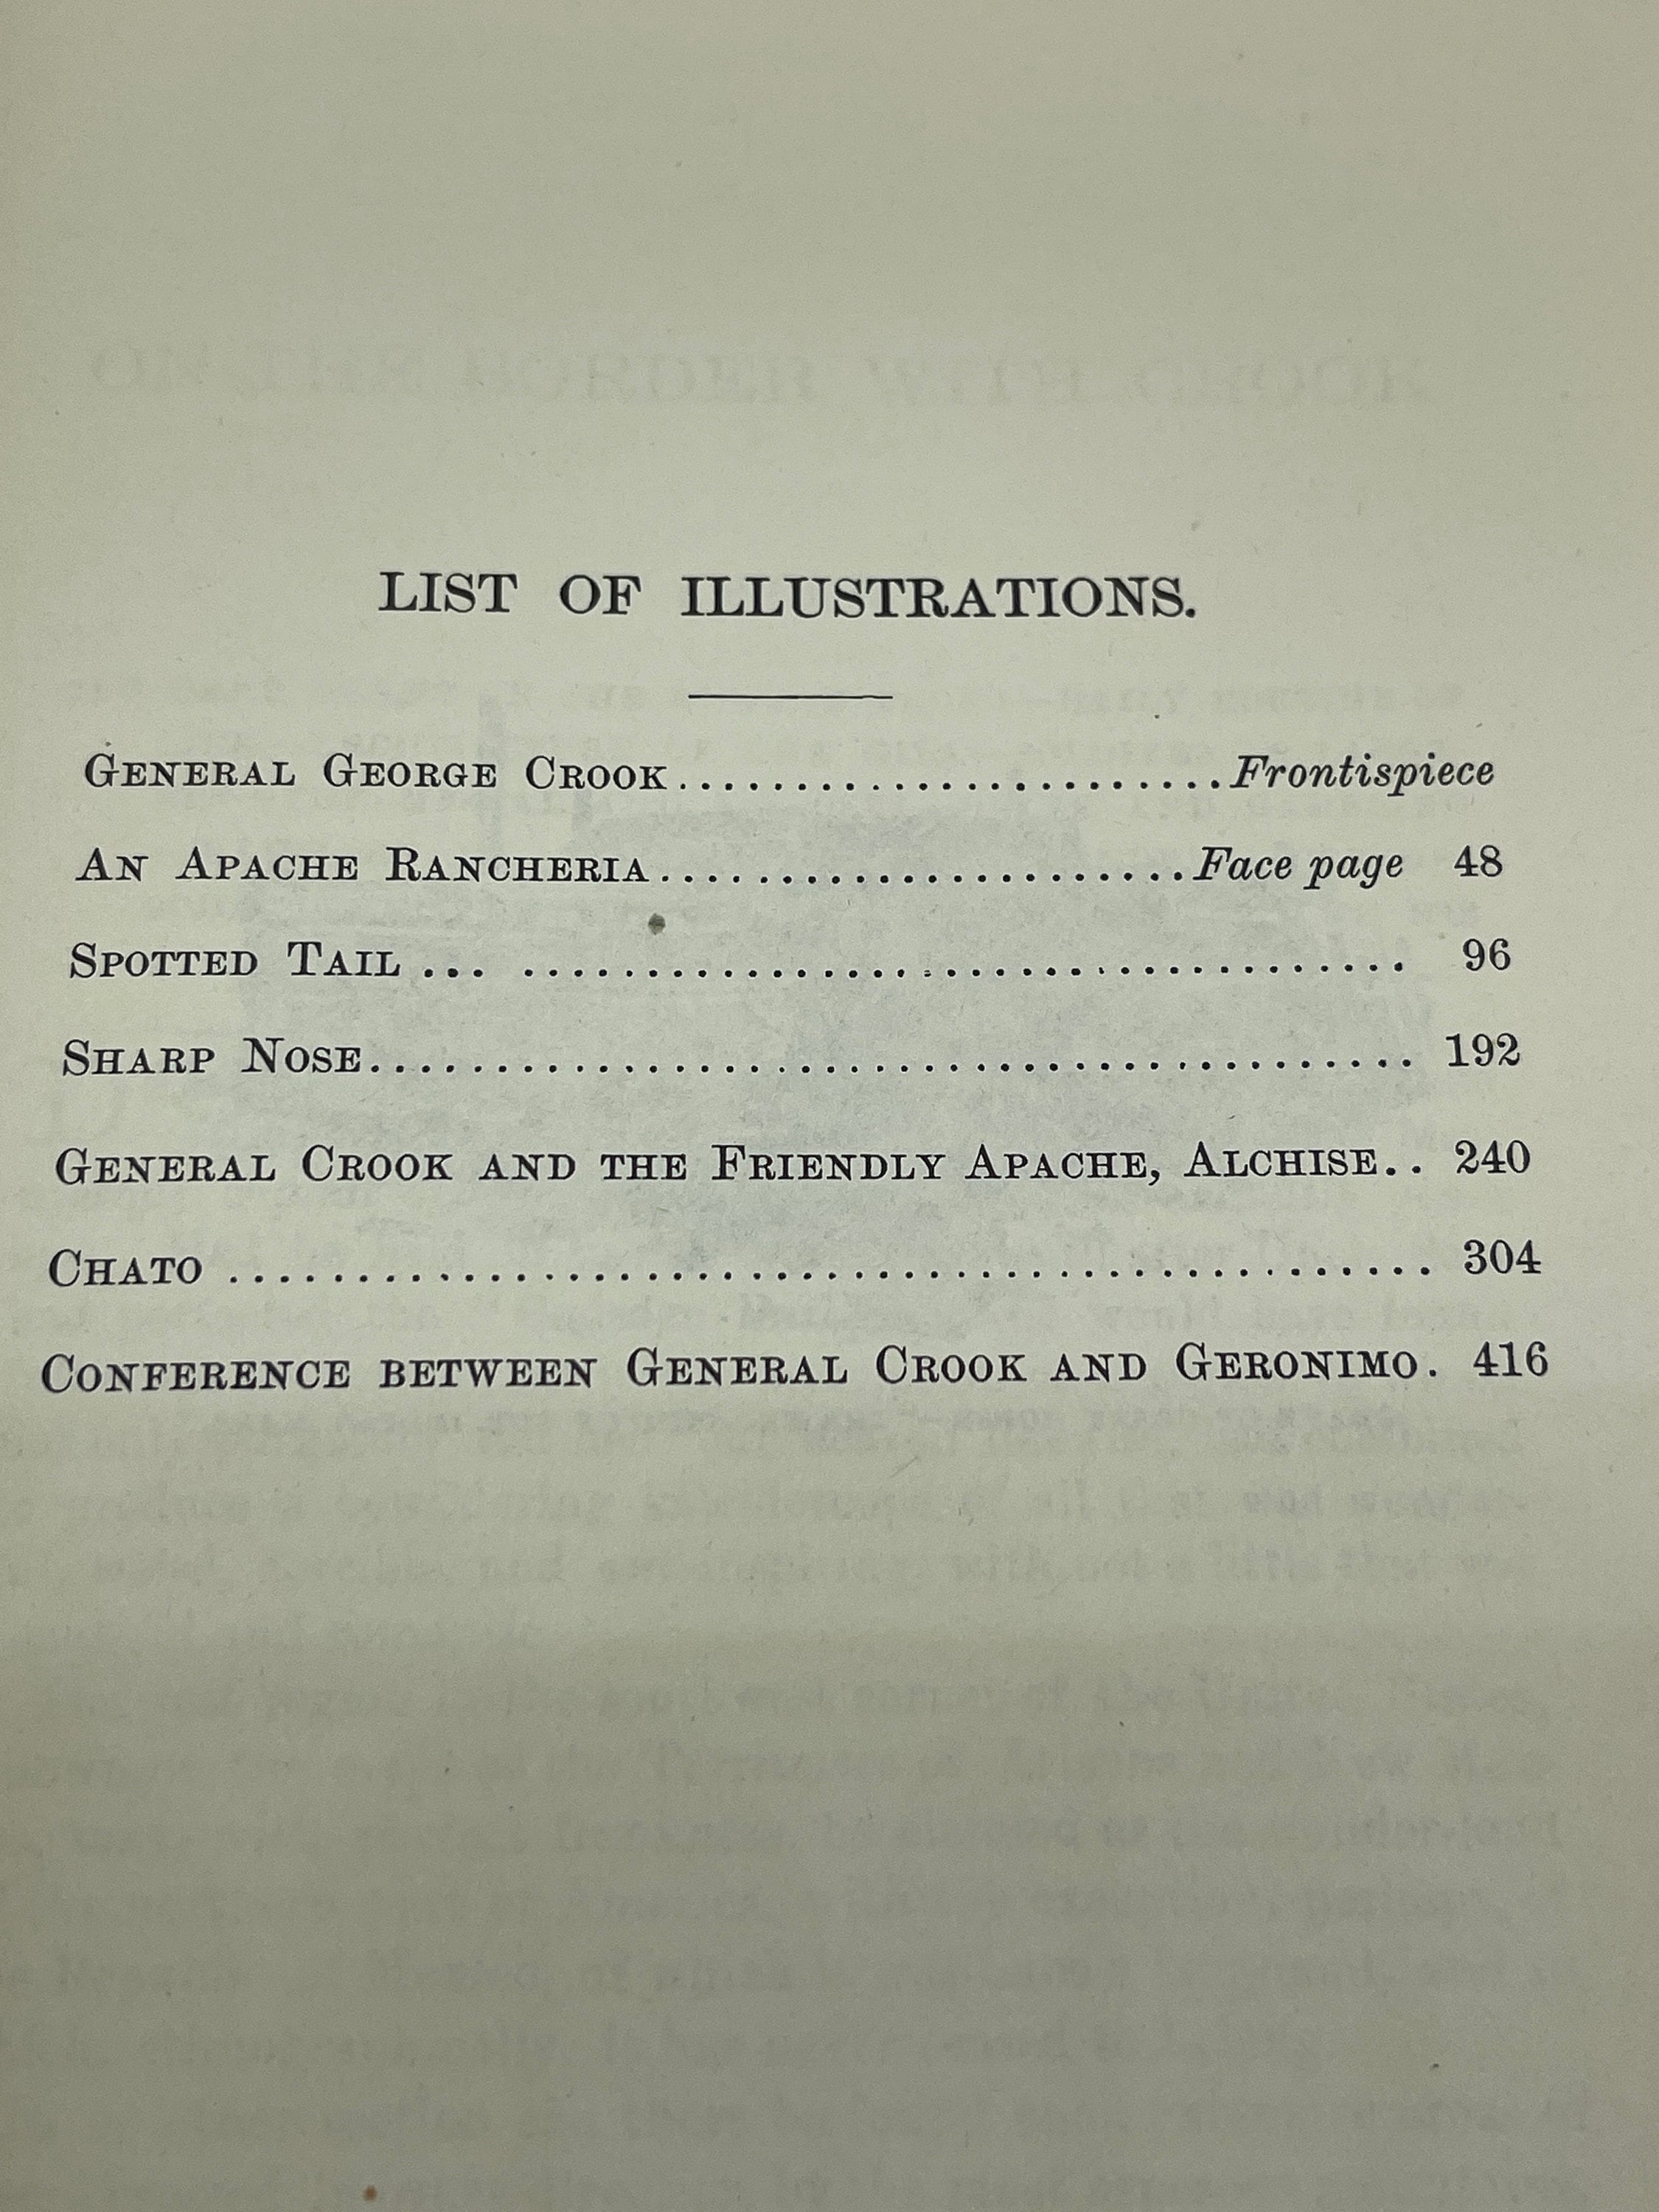 LIST OF ILLUSTRATIONS.
GENERAL GEORGE CROOK.......................Frontispiece
AN APACHE RANCHERIA......................Face page 48
SPOTTED TAIL ... .................................... 96
SHARP NOSE.......................................... 192
GENERAL CROOK AND THE FRIENDLY APACHE, ALCHISE.. 240
CHATO ............................................... 304
CONFERENCE BETWEEN GENERAL CROOK AND GERONIMO. 416